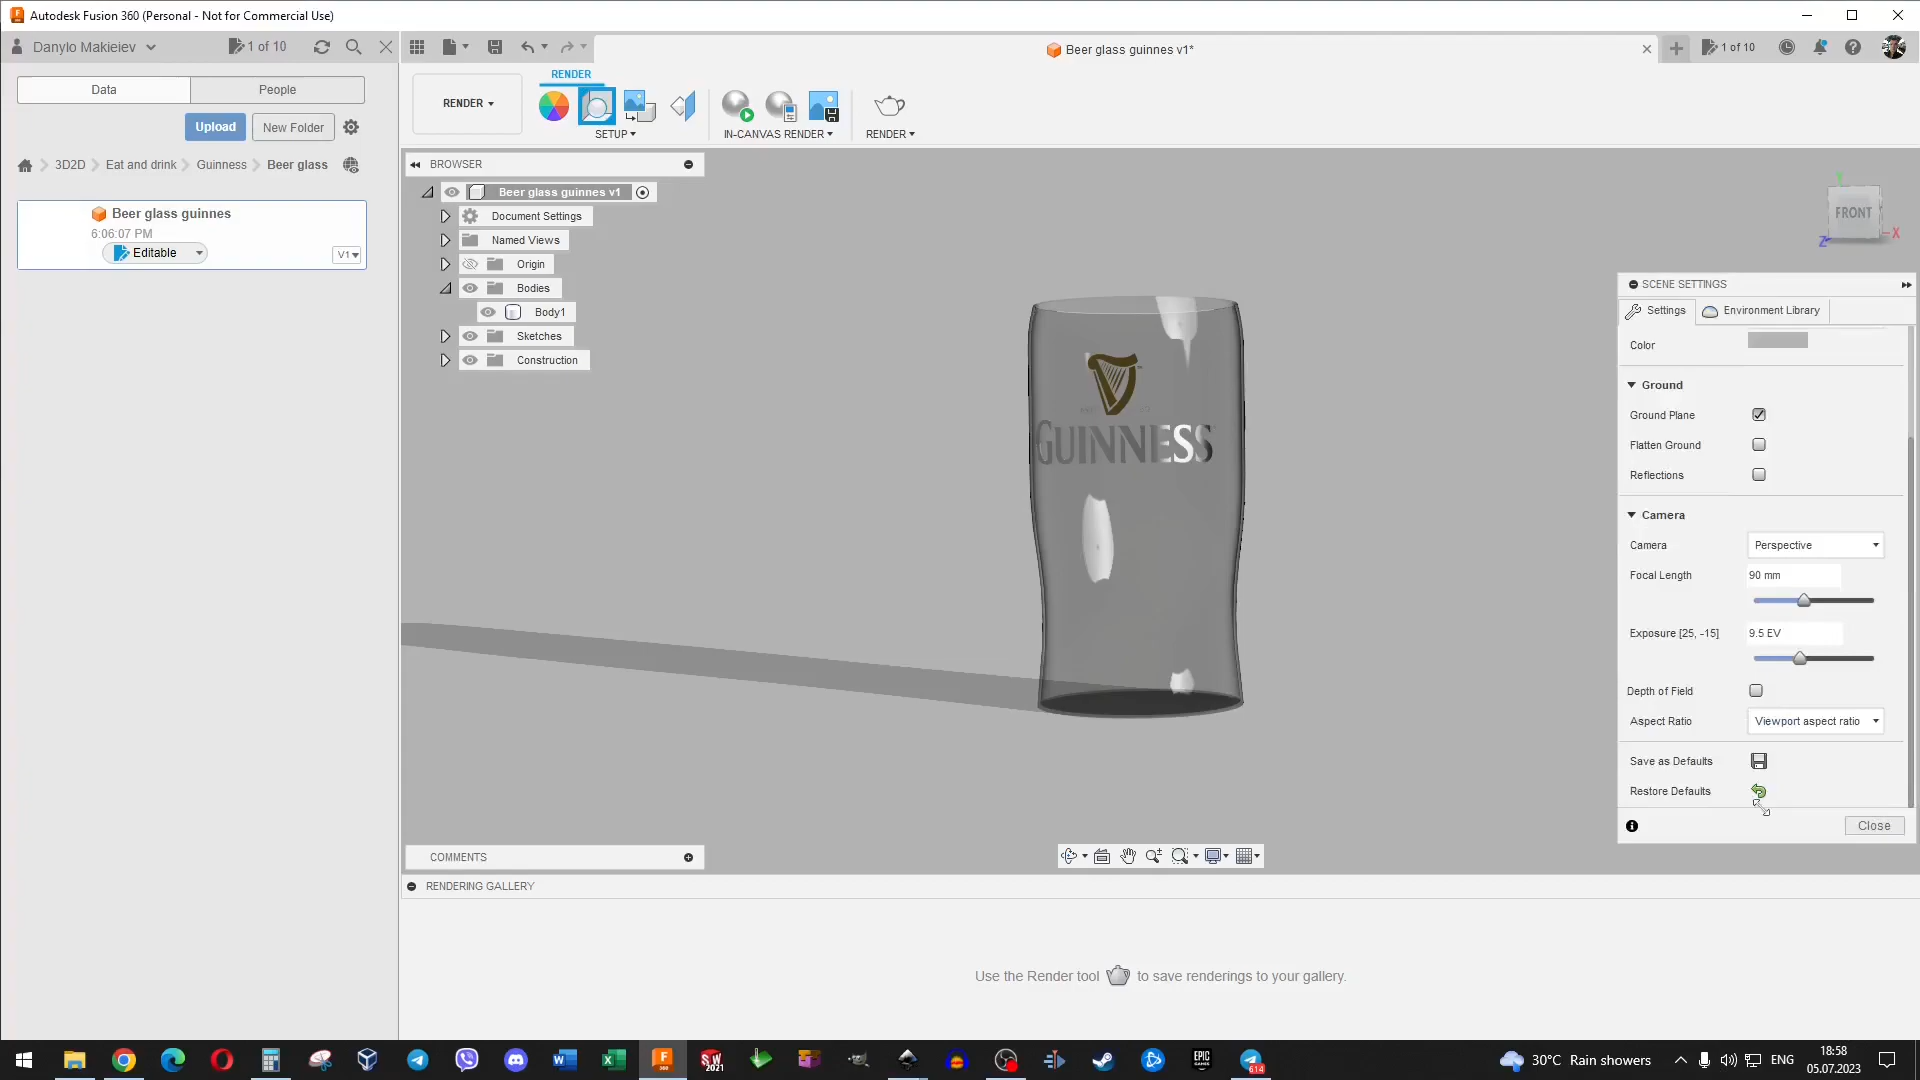 Autodesk Fusion 360 (Personal - Not for Commercial Use)
Danylo Makieiev
1 of 10
Beer glass guinnes v1*
1 of 10
Data
People
Upload
New Folder
3D2D
Eat and drink
Guinness
Beer glass
Beer glass guinnes
6:06:07 PM
Editable
V1
RENDER
RENDER
SETUP
IN-CANVAS RENDER
RENDER
BROWSER
Beer glass guinnes v1
Document Settings
Named Views
Origin
Bodies
Body1
Sketches
Construction
GUINNESS
FRONT
Y
Z
X
SCENE SETTINGS
Settings
Environment Library
Color
Ground
Ground Plane
Flatten Ground
Reflections
Camera
Camera
Perspective
Focal Length
90 mm
Exposure [25, -15]
9.5 EV
Depth of Field
Aspect Ratio
Viewport aspect ratio
Save as Defaults
Restore Defaults
Close
COMMENTS
RENDERING GALLERY
Use the Render tool to save renderings to your gallery.
30°C Rain showers
ENG
18:58
05.07.2023
F
360
SW
2021
EPIC
GAMES
614